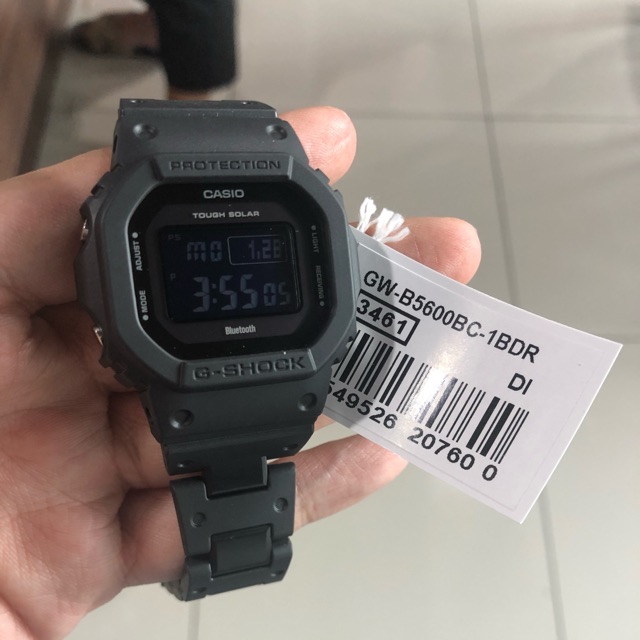 PROTECTION
CASIO
TOUGH SOLAR
ADJUST
LIGHT
MO 1.28
P 3:55 05
MODE
RECEIVING
Bluetooth
G-SHOCK
GW-B5600BC-1BDR
3461
DI
549526 20760 0